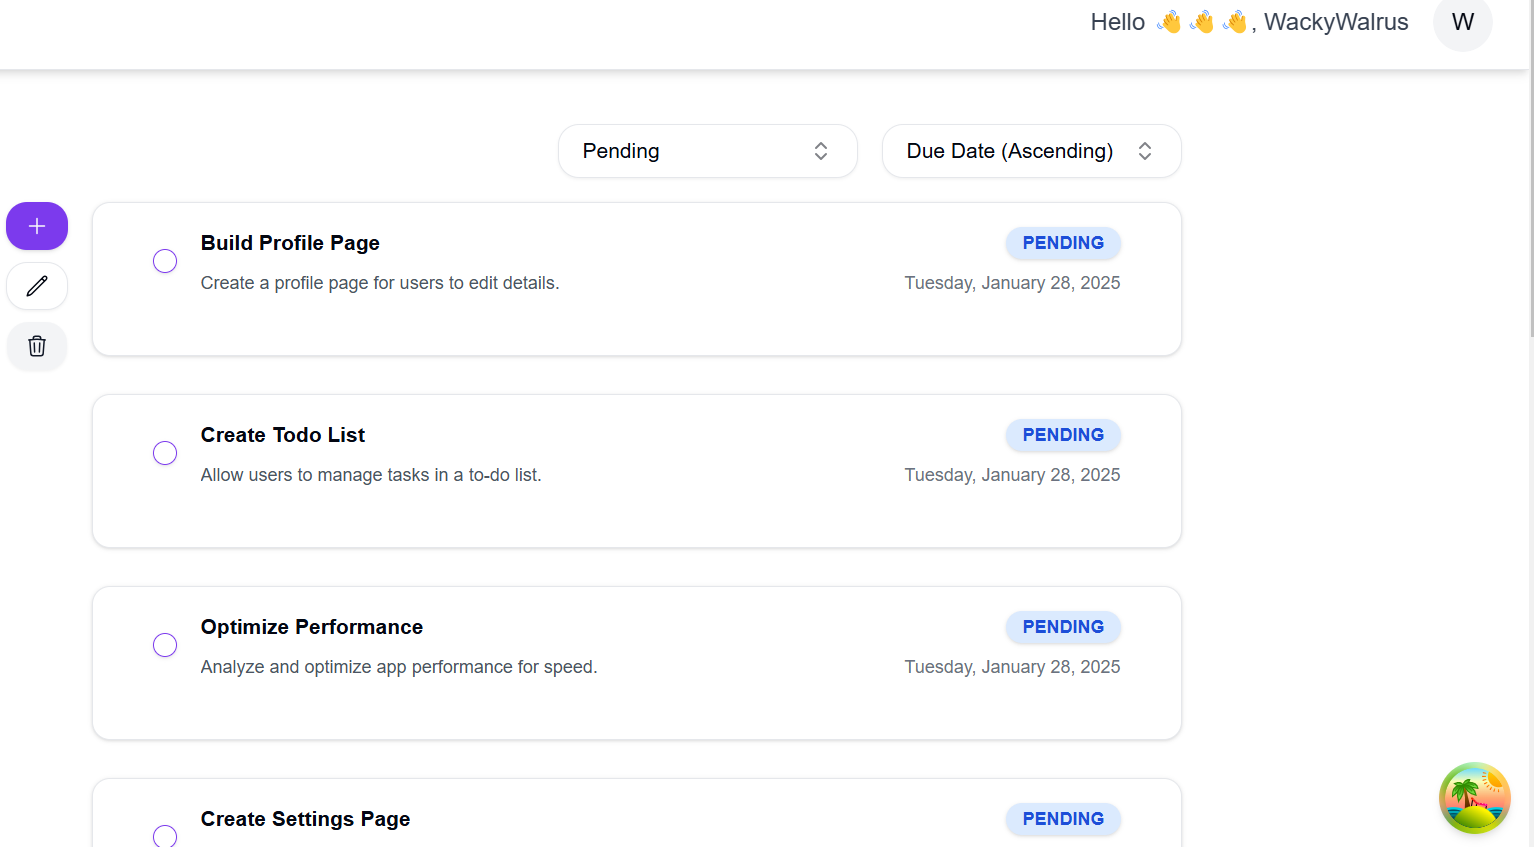 Hello 👋 👋 👋, WackyWalrus
W
Pending
Due Date (Ascending)
Build Profile Page
PENDING
Create a profile page for users to edit details.
Tuesday, January 28, 2025
Create Todo List
PENDING
Allow users to manage tasks in a to-do list.
Tuesday, January 28, 2025
Optimize Performance
PENDING
Analyze and optimize app performance for speed.
Tuesday, January 28, 2025
Create Settings Page
PENDING